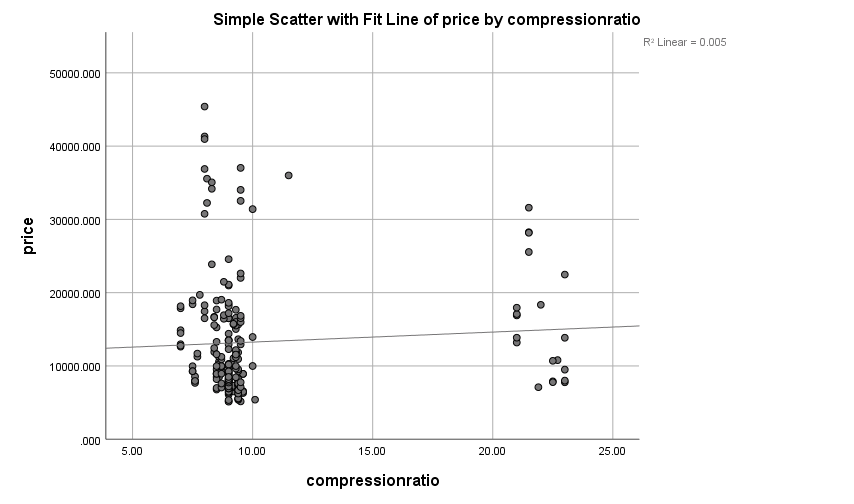 Simple Scatter with Fit Line of price by compressionratio
R² Linear = 0.005
50000.000
40000.000
30000.000
20000.000
10000.000
.000
price
5.00 10.00 15.00 20.00 25.00
compressionratio